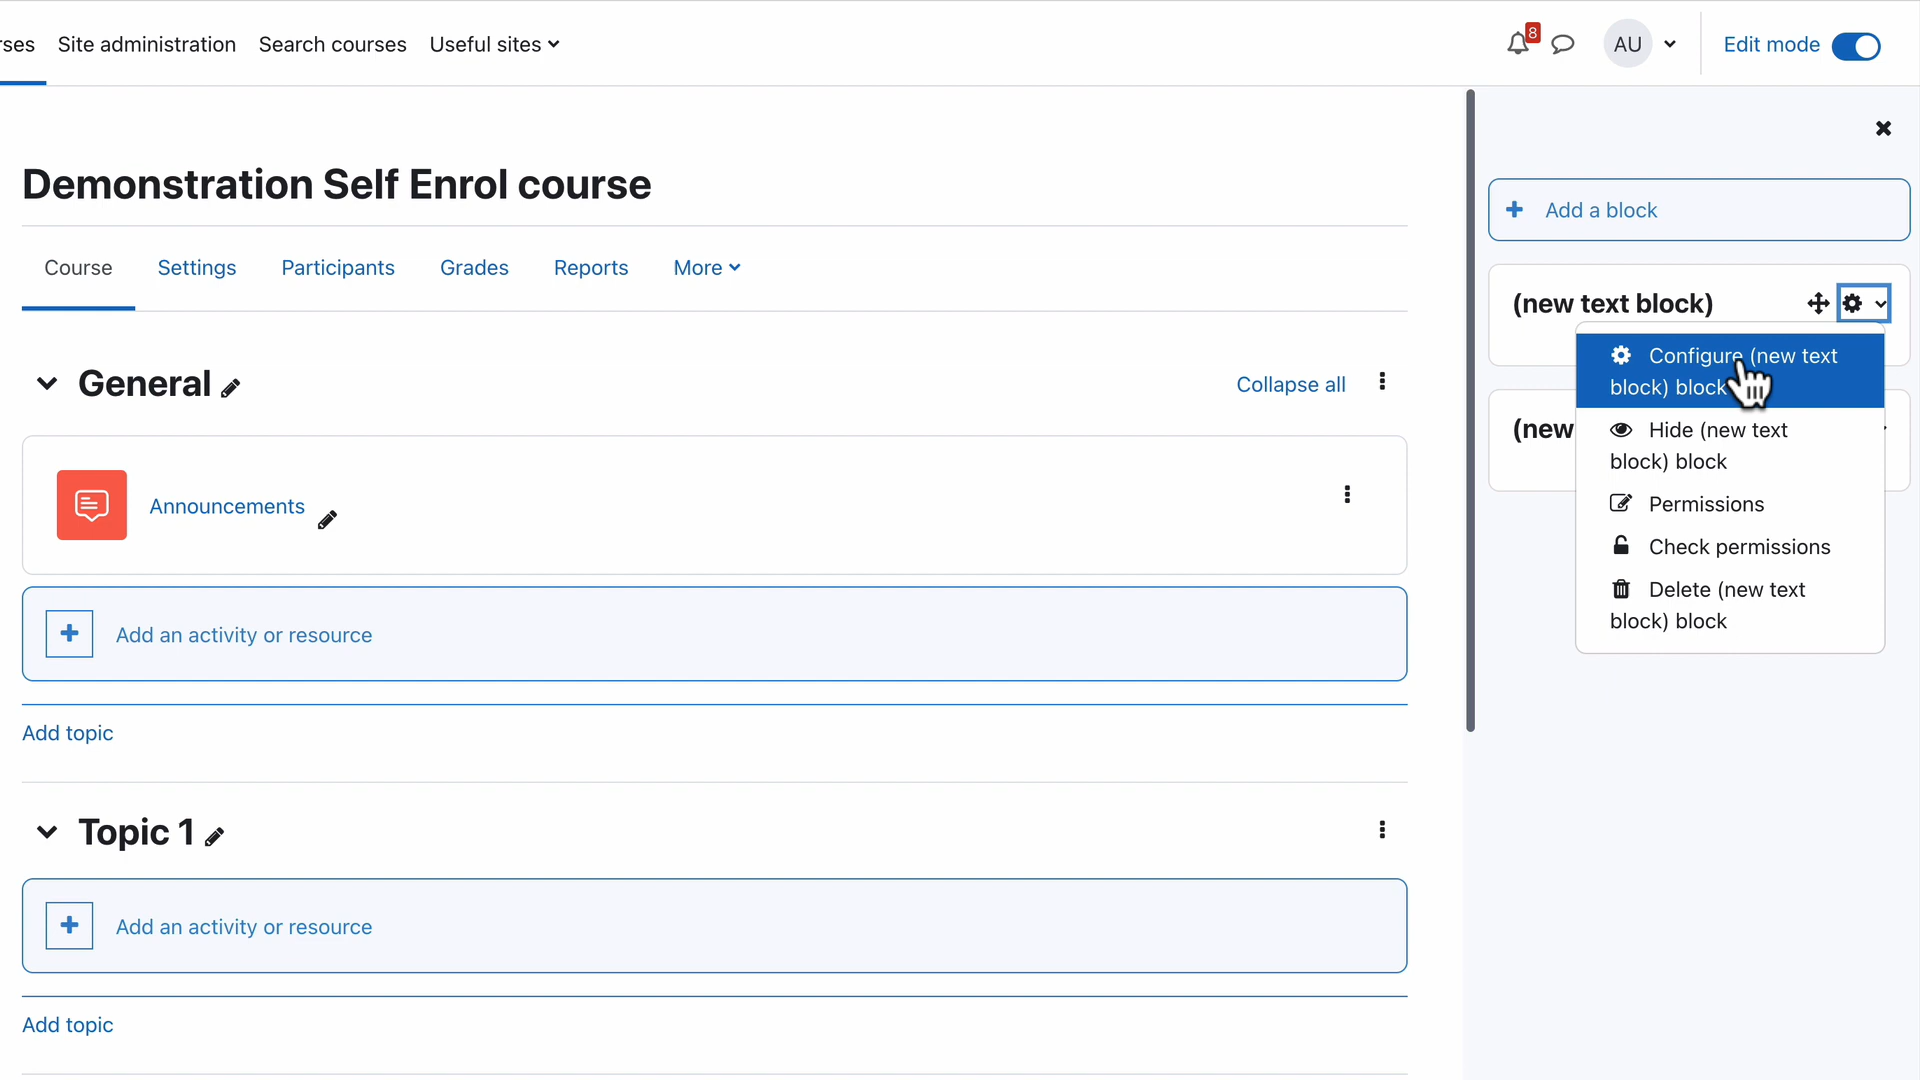 rses Site administration Search courses Useful sites
8
AU
Edit mode
Demonstration Self Enrol course
Add a block
Course Settings Participants Grades Reports More
(new text block)
Configure (new text
block) block
General
Collapse all
(new
Hide (new text
block) block
Announcements
Permissions
Check permissions
Delete (new text
block) block
Add an activity or resource
Add topic
Topic 1
Add an activity or resource
Add topic